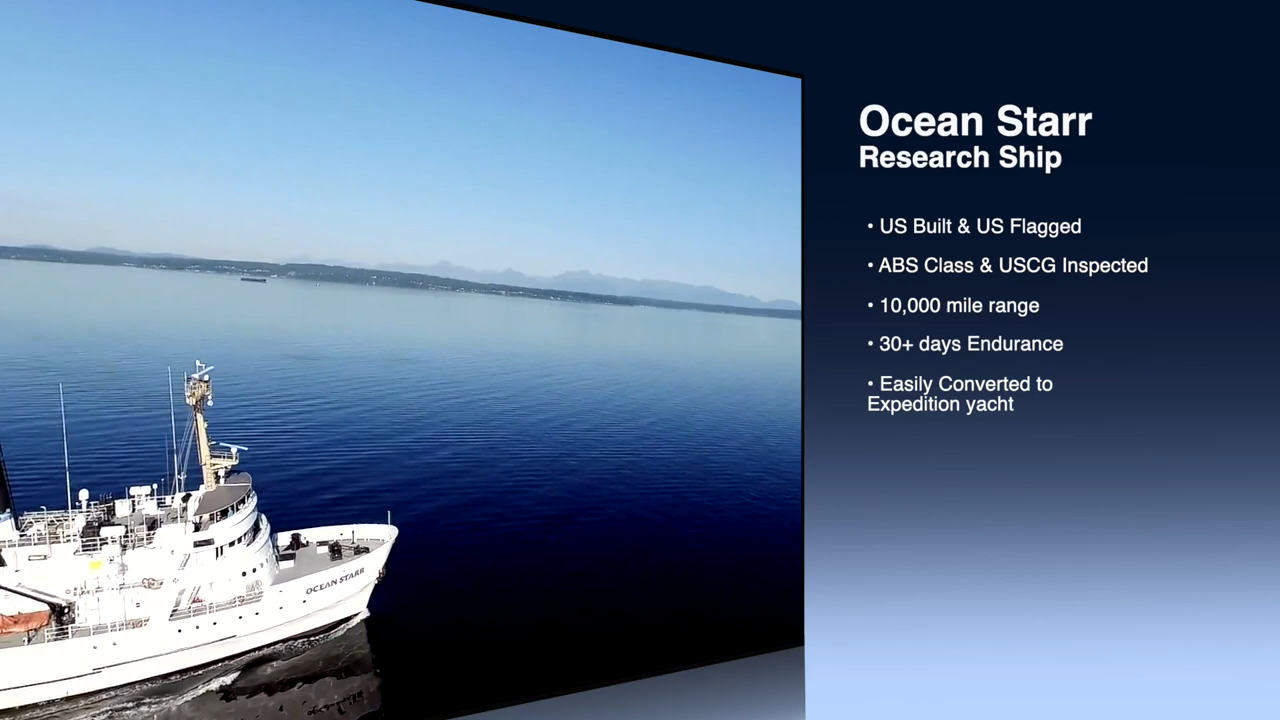 Ocean Starr
Research Ship
• US Built & US Flagged
• ABS Class & USCG Inspected
• 10,000 mile range
• 30+ days Endurance
• Easily Converted to
Expedition yacht
OCEAN STARR